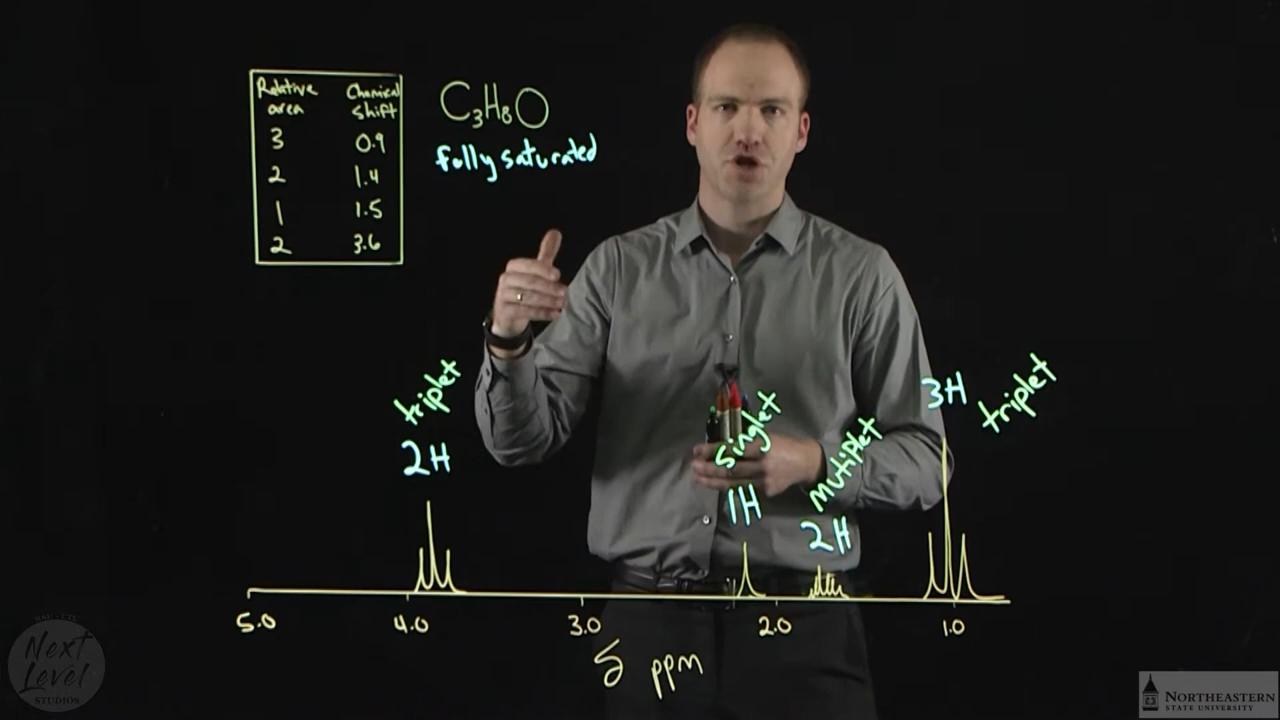 Relative Chemical
area shift
3 0.9
2 1.4
1 1.5
2 3.6
C3H8O
fully saturated
triplet
2H
singlet
1H
mutiplet
2H
3H triplet
5.0 4.0 3.0 2.0 1.0
δ ppm
Next
Level
STUDIOS
NORTHEASTERN
STATE UNIVERSITY